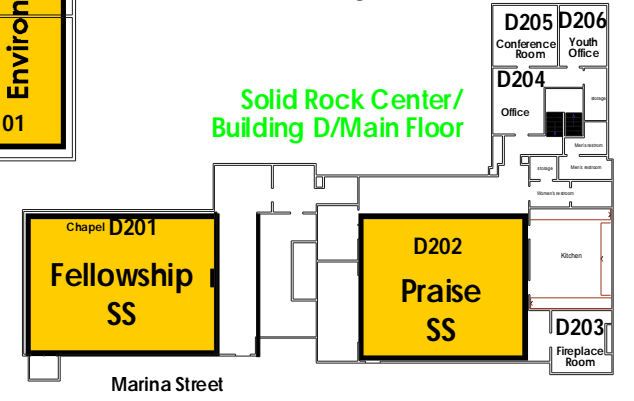 Environ
01
D205
Conference
Room
D206
Youth
Office
D204
Office
storage
Men's restroom
Solid Rock Center/
Building D/Main Floor
storage
Men's restroom
Women's restroom
Chapel D201
Fellowship
SS
D202
Praise
SS
Kitchen
D203
Fireplace
Room
Marina Street